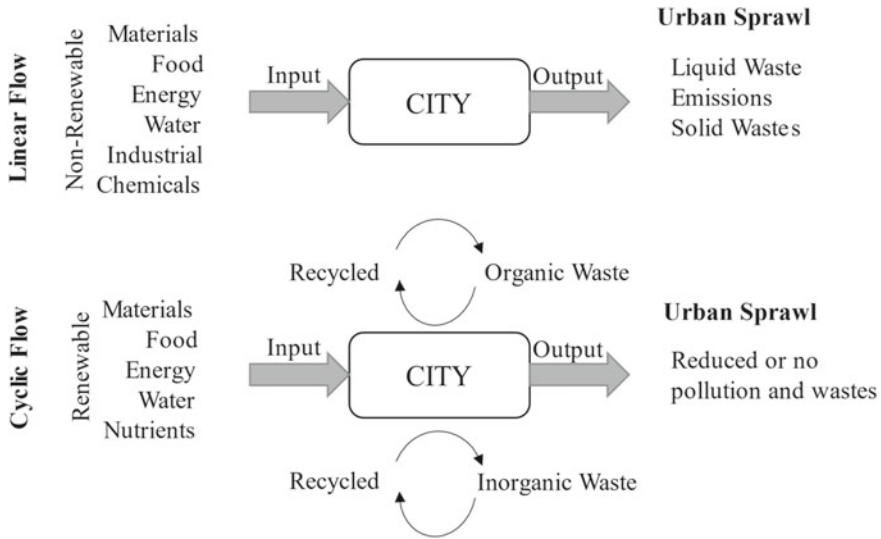 Linear Flow
Non-Renewable
Materials
Food
Energy
Water
Industrial
Chemicals
Input
CITY
Output
Urban Sprawl
Liquid Waste
Emissions
Solid Wastes
Cyclic Flow
Renewable
Materials
Food
Energy
Water
Nutrients
Input
Recycled
Organic Waste
CITY
Recycled
Inorganic Waste
Output
Urban Sprawl
Reduced or no
pollution and wastes